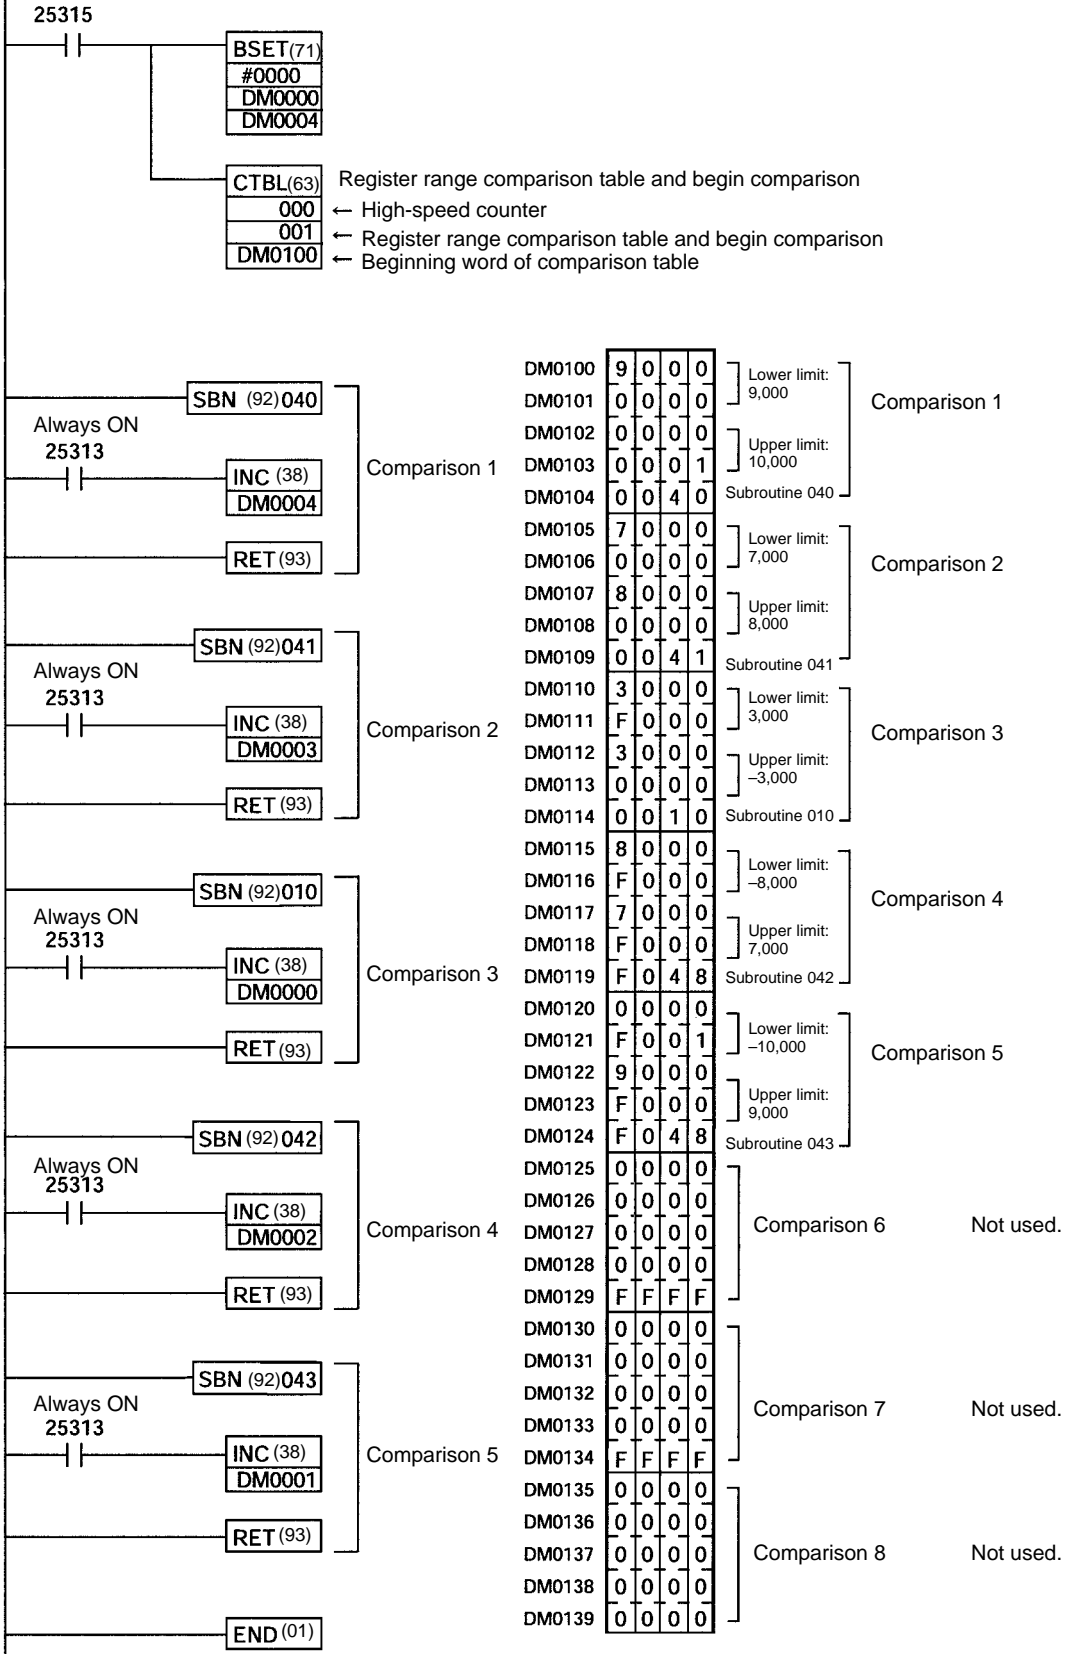 25315
BSET(71)
#0000
DM0000
DM0004
CTBL(63) Register range comparison table and begin comparison
000 ← High-speed counter
001 ← Register range comparison table and begin comparison
DM0100 ← Beginning word of comparison table
SBN (92)040
Always ON
25313
INC (38)
DM0004
RET (93)
Comparison 1
SBN (92)041
Always ON
25313
INC (38)
DM0003
RET (93)
Comparison 2
SBN (92)010
Always ON
25313
INC (38)
DM0000
RET (93)
Comparison 3
SBN (92)042
Always ON
25313
INC (38)
DM0002
RET (93)
Comparison 4
SBN (92)043
Always ON
25313
INC (38)
DM0001
RET (93)
Comparison 5
END (01)
DM0100 9 0 0 0
DM0101 0 0 0 0
DM0102 0 0 0 0
DM0103 0 0 0 1
DM0104 0 0 4 0
Lower limit:
9,000
Upper limit:
10,000
Subroutine 040
Comparison 1
DM0105 7 0 0 0
DM0106 0 0 0 0
DM0107 8 0 0 0
DM0108 0 0 0 0
DM0109 0 0 4 1
Lower limit:
7,000
Upper limit:
8,000
Subroutine 041
Comparison 2
DM0110 3 0 0 0
DM0111 F 0 0 0
DM0112 3 0 0 0
DM0113 0 0 0 0
DM0114 0 0 1 0
Lower limit:
3,000
Upper limit:
–3,000
Subroutine 010
Comparison 3
DM0115 8 0 0 0
DM0116 F 0 0 0
DM0117 7 0 0 0
DM0118 F 0 0 0
DM0119 F 0 4 8
Lower limit:
–8,000
Upper limit:
7,000
Subroutine 042
Comparison 4
DM0120 0 0 0 0
DM0121 F 0 0 1
DM0122 9 0 0 0
DM0123 F 0 0 0
DM0124 F 0 4 8
Lower limit:
–10,000
Upper limit:
9,000
Subroutine 043
Comparison 5
DM0125 0 0 0 0
DM0126 0 0 0 0
DM0127 0 0 0 0
DM0128 0 0 0 0
DM0129 F F F F
Comparison 6 Not used.
DM0130 0 0 0 0
DM0131 0 0 0 0
DM0132 0 0 0 0
DM0133 0 0 0 0
DM0134 F F F F
Comparison 7 Not used.
DM0135 0 0 0 0
DM0136 0 0 0 0
DM0137 0 0 0 0
DM0138 0 0 0 0
DM0139 0 0 0 0
Comparison 8 Not used.